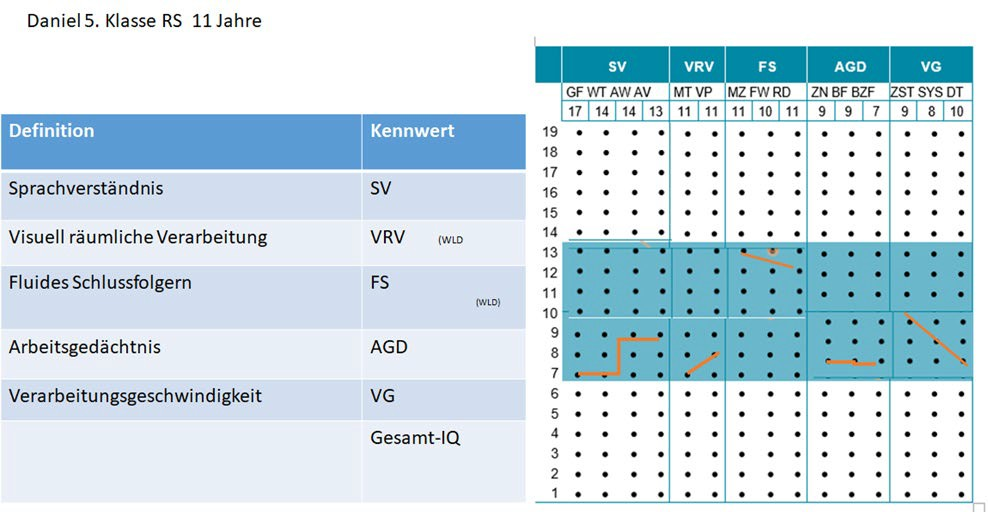 Daniel 5. Klasse RS 11 Jahre
Definition Kennwert
Sprachverständnis SV
Visuell räumliche Verarbeitung VRV (WLD
Fluides Schlussfolgern FS
(WLD)
Arbeitsgedächtnis AGD
Verarbeitungsgeschwindigkeit VG
Gesamt-IQ
SV VRV FS AGD VG
GF WT AW AV MT VP MZ FW RD ZN BF BZF ZST SYS DT
17 14 14 13 11 11 11 10 11 9 9 7 9 8 10
19
18
17
16
15
14
13
12
11
10
9
8
7
6
5
4
3
2
1